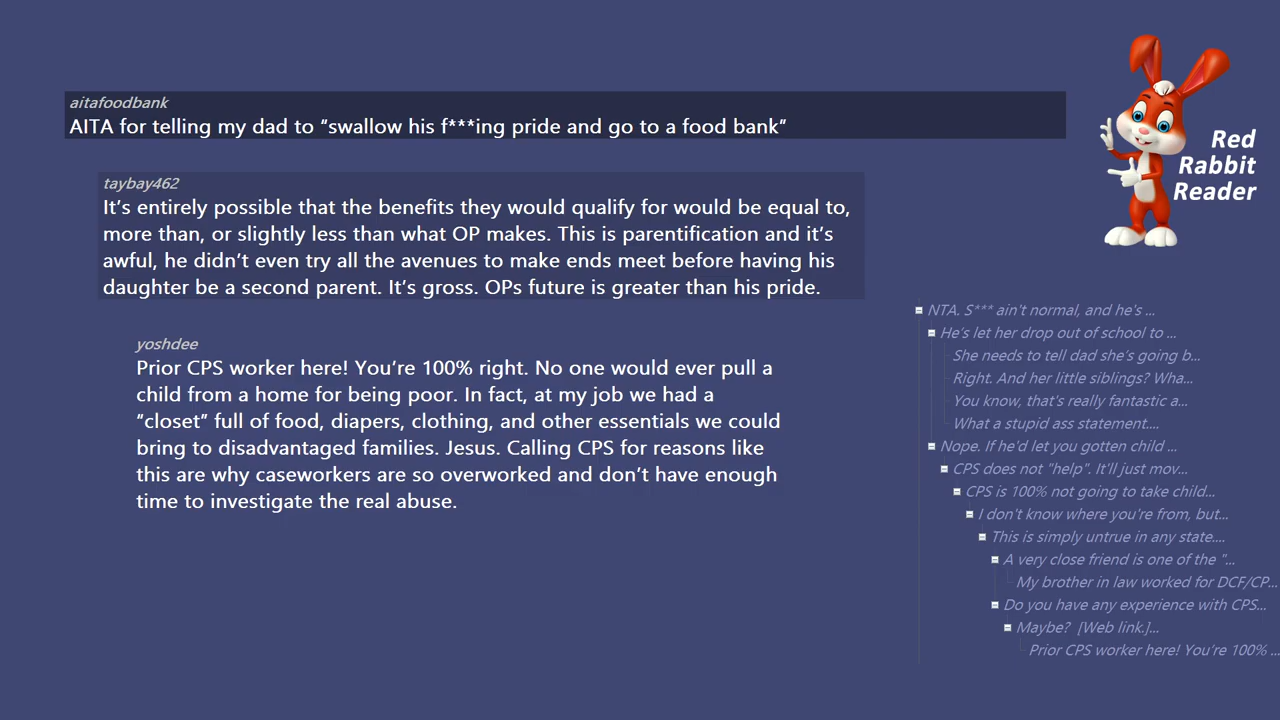 aitafoodbank
AITA for telling my dad to “swallow his f***ing pride and go to a food bank”
Red
Rabbit
Reader
taybay462
It’s entirely possible that the benefits they would qualify for would be equal to,
more than, or slightly less than what OP makes. This is parentification and it’s
awful, he didn’t even try all the avenues to make ends meet before having his
daughter be a second parent. It’s gross. OPs future is greater than his pride.
yoshdee
Prior CPS worker here! You’re 100% right. No one would ever pull a
child from a home for being poor. In fact, at my job we had a
“closet” full of food, diapers, clothing, and other essentials we could
bring to disadvantaged families. Jesus. Calling CPS for reasons like
this are why caseworkers are so overworked and don’t have enough
time to investigate the real abuse.
NTA. S*** ain't normal, and he's ...
He’s let her drop out of school to ...
She needs to tell dad she’s going b...
Right. And her little siblings? Wha...
You know, that's really fantastic a...
What a stupid ass statement....
Nope. If he'd let you gotten child ...
CPS does not "help". It'll just mov...
CPS is 100% not going to take child...
I don't know where you're from, but...
This is simply untrue in any state....
A very close friend is one of the "...
My brother in law worked for DCF/CP...
Do you have any experience with CPS...
Maybe?  [Web link.]...
Prior CPS worker here! You’re 100% ...